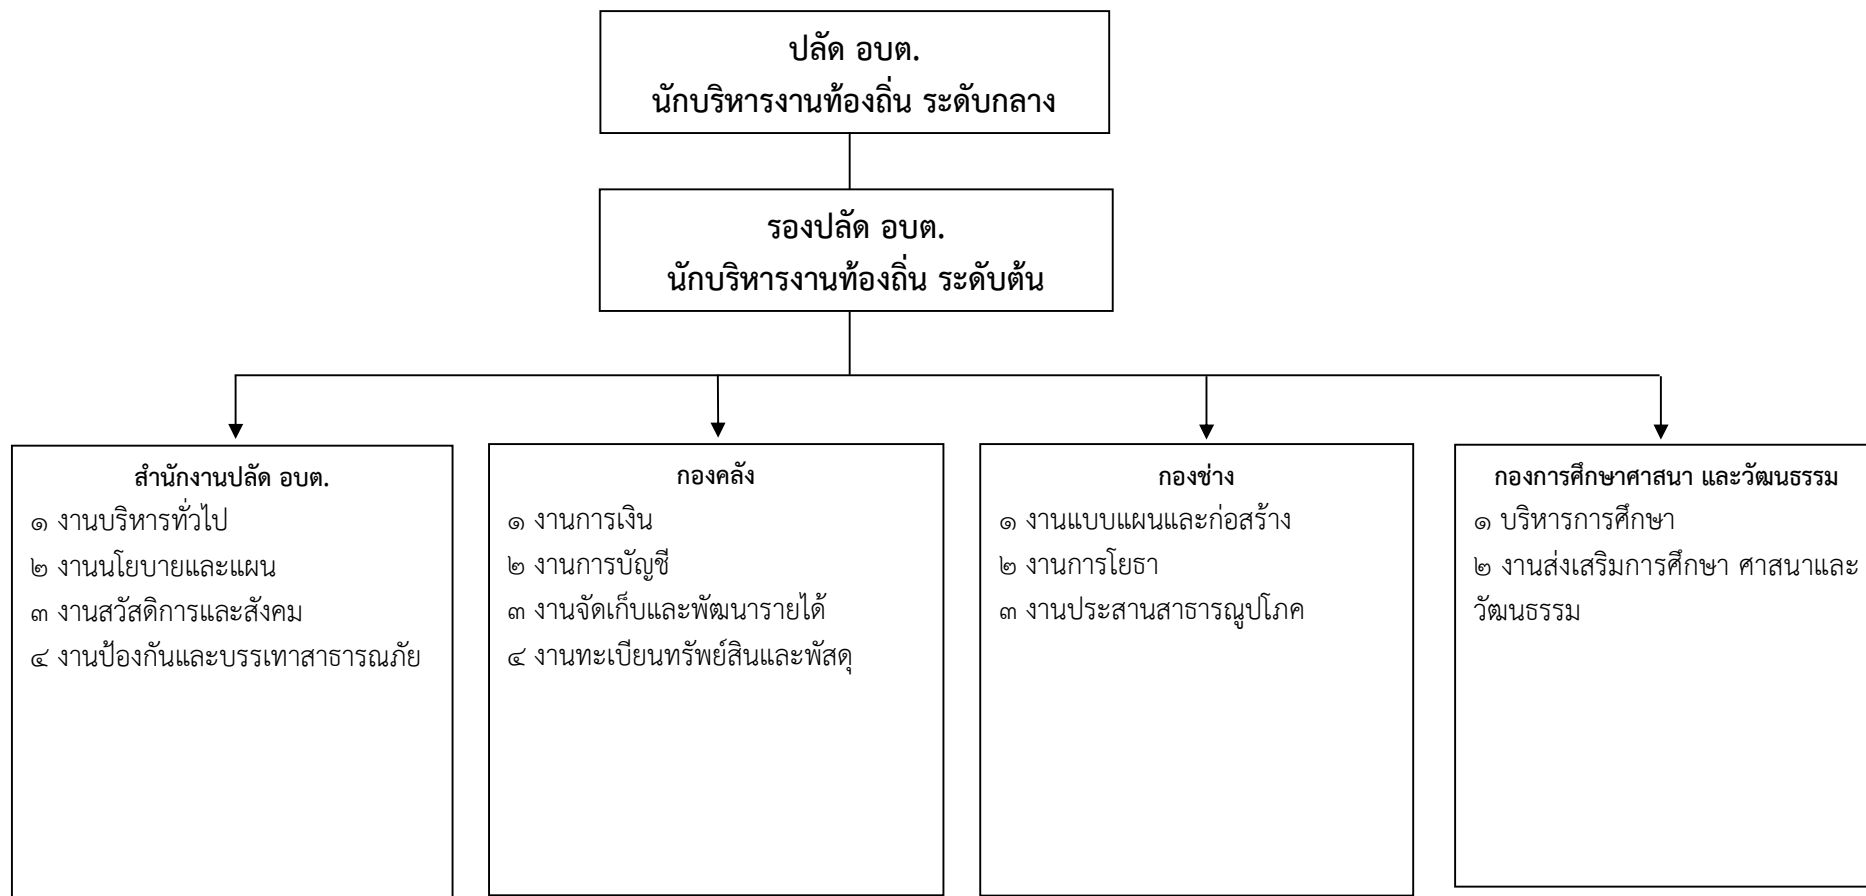 ปลัด อบต.
นักบริหารงานท้องถิ่น ระดับกลาง
รองปลัด อบต.
นักบริหารงานท้องถิ่น ระดับต้น
สำนักงานปลัด อบต.
๑ งานบริหารทั่วไป
๒ งานนโยบายและแผน
๓ งานสวัสดิการและสังคม
๔ งานป้องกันและบรรเทาสาธารณภัย
กองคลัง
๑ งานการเงิน
๒ งานการบัญชี
๓ งานจัดเก็บและพัฒนารายได้
๔ งานทะเบียนทรัพย์สินและพัสดุ
กองช่าง
๑ งานแบบแผนและก่อสร้าง
๒ งานการโยธา
๓ งานประสานสาธารณูปโภค
กองการศึกษาศาสนา และวัฒนธรรม
๑ บริหารการศึกษา
๒ งานส่งเสริมการศึกษา ศาสนาและ
วัฒนธรรม